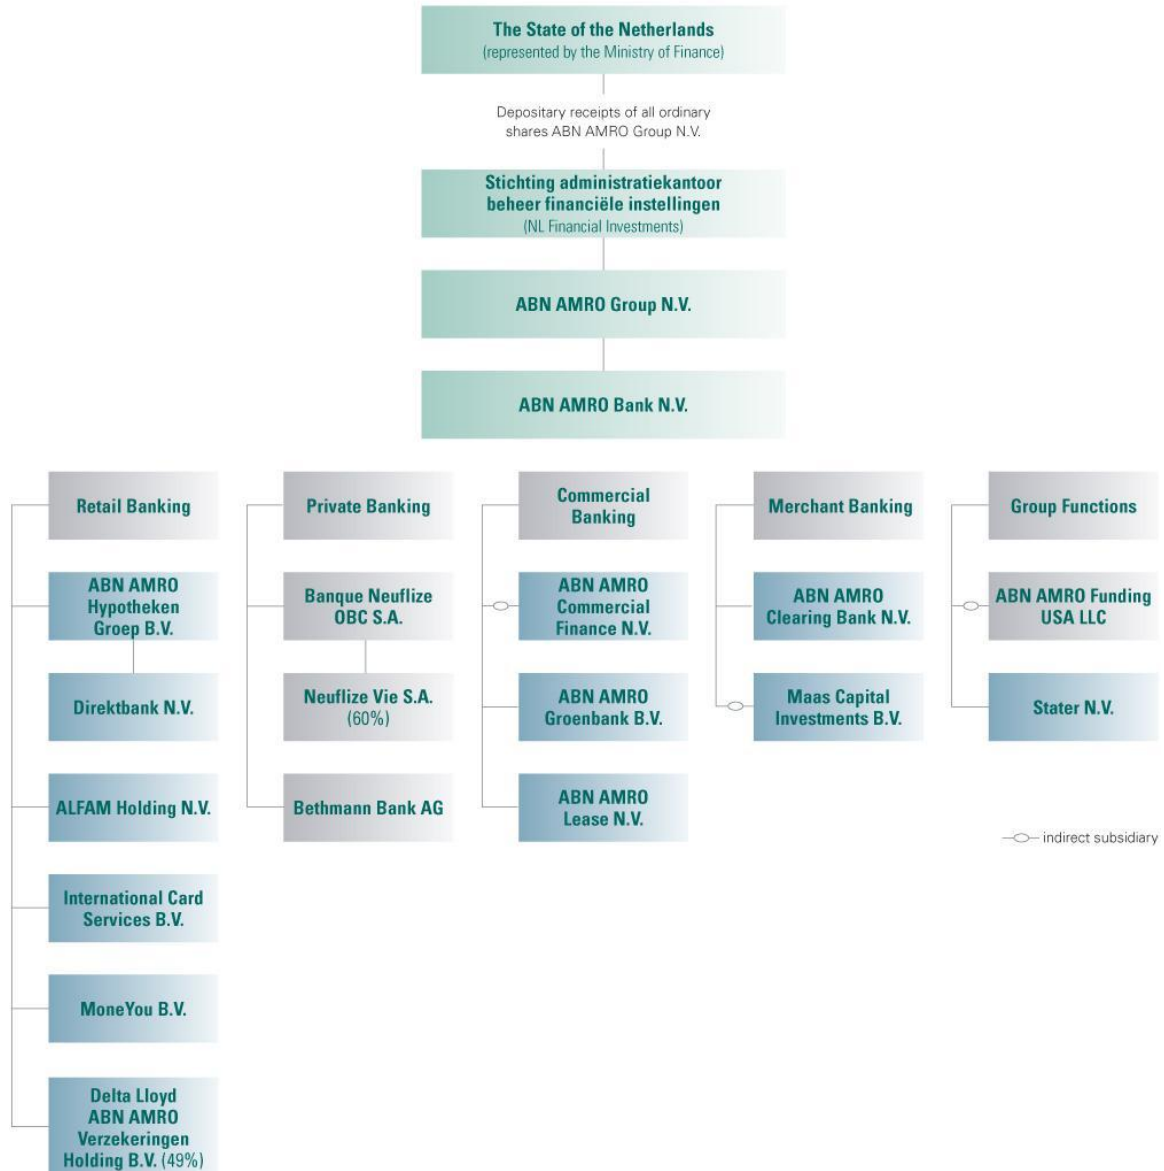 The State of the Netherlands
(represented by the Ministry of Finance)
Depositary receipts of all ordinary
shares ABN AMRO Group N.V.
Stichting administratiekantoor
beheer financiële instellingen
(NL Financial Investments)
ABN AMRO Group N.V.
ABN AMRO Bank N.V.
Retail Banking
ABN AMRO
Hypotheken
Groep B.V.
Direktbank N.V.
ALFAM Holding N.V.
International Card
Services B.V.
MoneYou B.V.
Delta Lloyd
ABN AMRO
Verzekeringen
Holding B.V. (49%)
Private Banking
Banque Neuflize
OBC S.A.
Neuflize Vie S.A.
(60%)
Bethmann Bank AG
Commercial
Banking
ABN AMRO
Commercial
Finance N.V.
ABN AMRO
Groenbank B.V.
ABN AMRO
Lease N.V.
Merchant Banking
ABN AMRO
Clearing Bank N.V.
Maas Capital
Investments B.V.
Group Functions
ABN AMRO Funding
USA LLC
Stater N.V.
indirect subsidiary